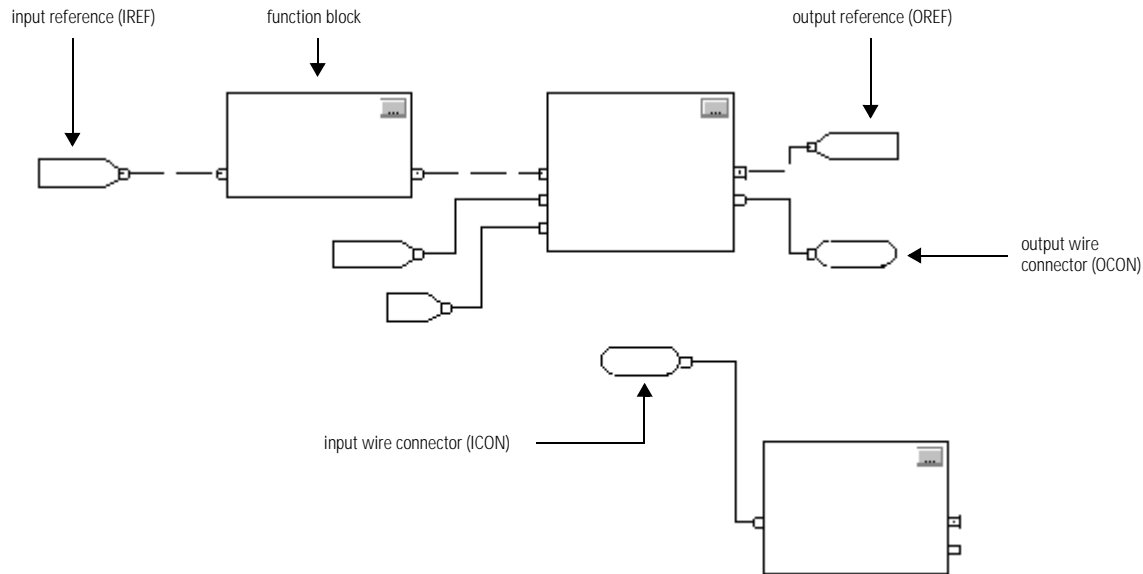 input reference (IREF)
function block
output reference (OREF)
...
...
output wire
connector (OCON)
input wire connector (ICON)
...